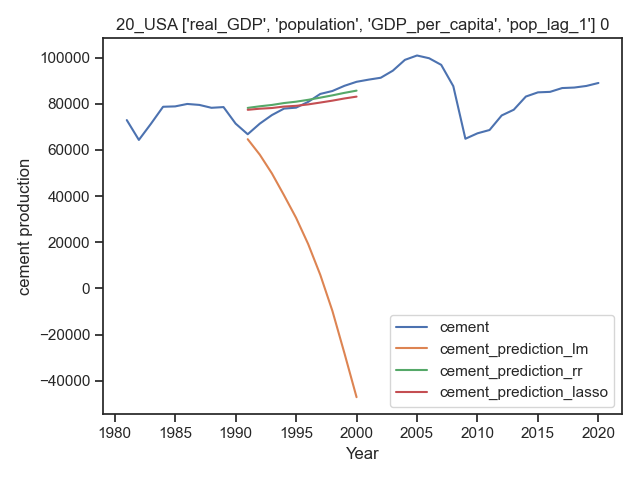 20_USA ['real_GDP', 'population', 'GDP_per_capita', 'pop_lag_1'] 0
100000
80000
60000
40000
20000
0
−20000
−40000
cement production
1980
1985
1990
1995
2000
2005
2010
2015
2020
Year
cement
cement_prediction_lm
cement_prediction_rr
cement_prediction_lasso